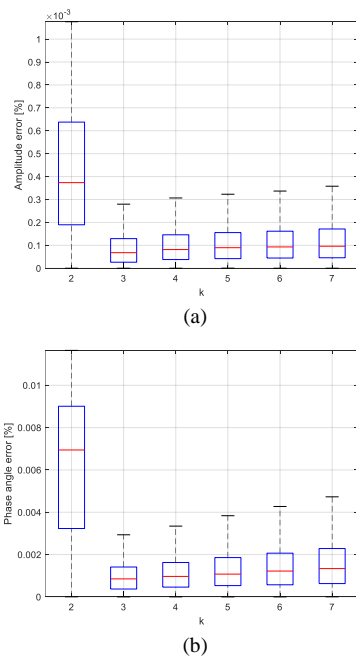 ×10⁻³
1
0.9
0.8
0.7
0.6
0.5
0.4
0.3
0.2
0.1
0
Amplitude error [%]
2 3 4 5 6 7
k
(a)
0.01
0.008
0.006
0.004
0.002
0
Phase angle error [%]
2 3 4 5 6 7
k
(b)